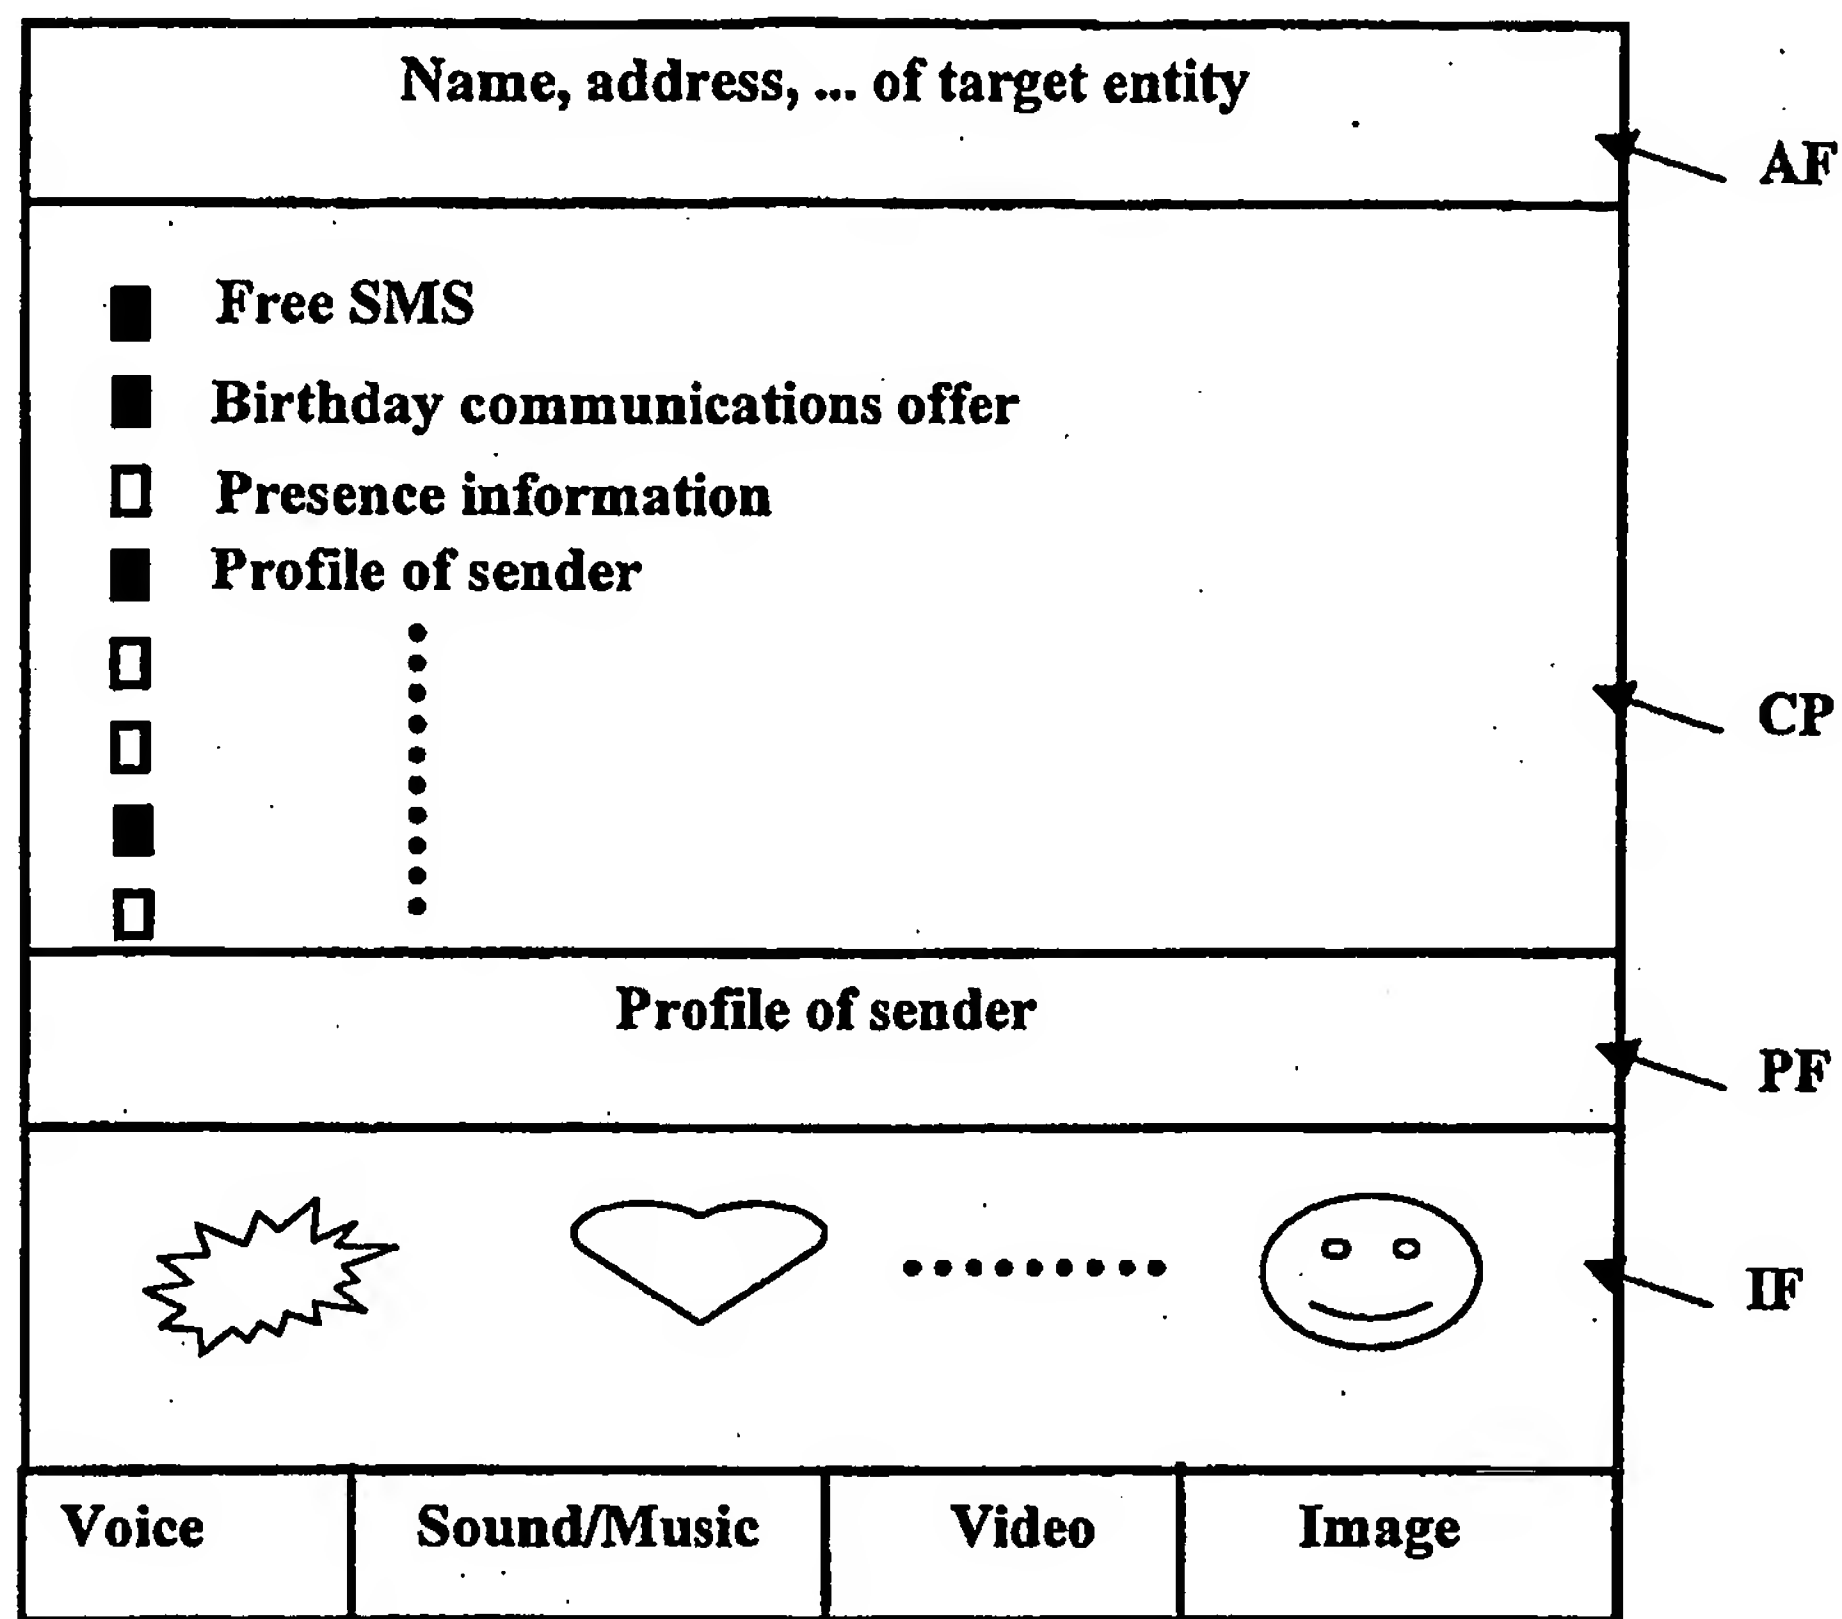 Name, address, ... of target entity
AF
Free SMS
Birthday communications offer
Presence information
Profile of sender
CP
Profile of sender
PF
IF
Voice
Sound/Music
Video
Image